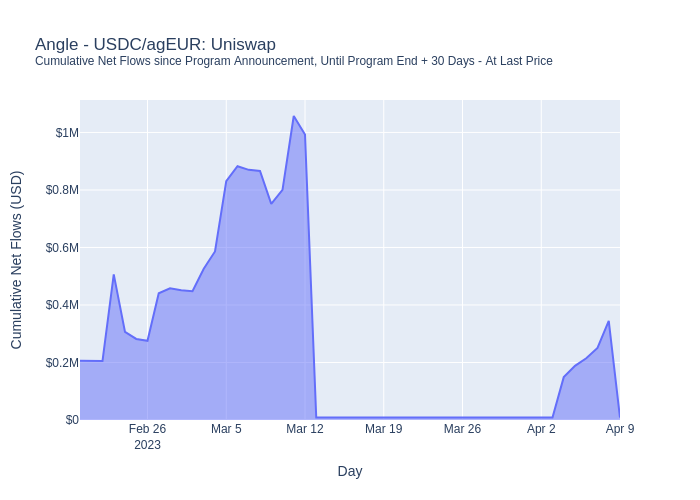 Angle - USDC/agEUR: Uniswap
Cumulative Net Flows since Program Announcement, Until Program End + 30 Days - At Last Price
Cumulative Net Flows (USD)
$1M
$0.8M
$0.6M
$0.4M
$0.2M
$0
Feb 26 Mar 5 Mar 12 Mar 19 Mar 26 Apr 2 Apr 9
2023
Day